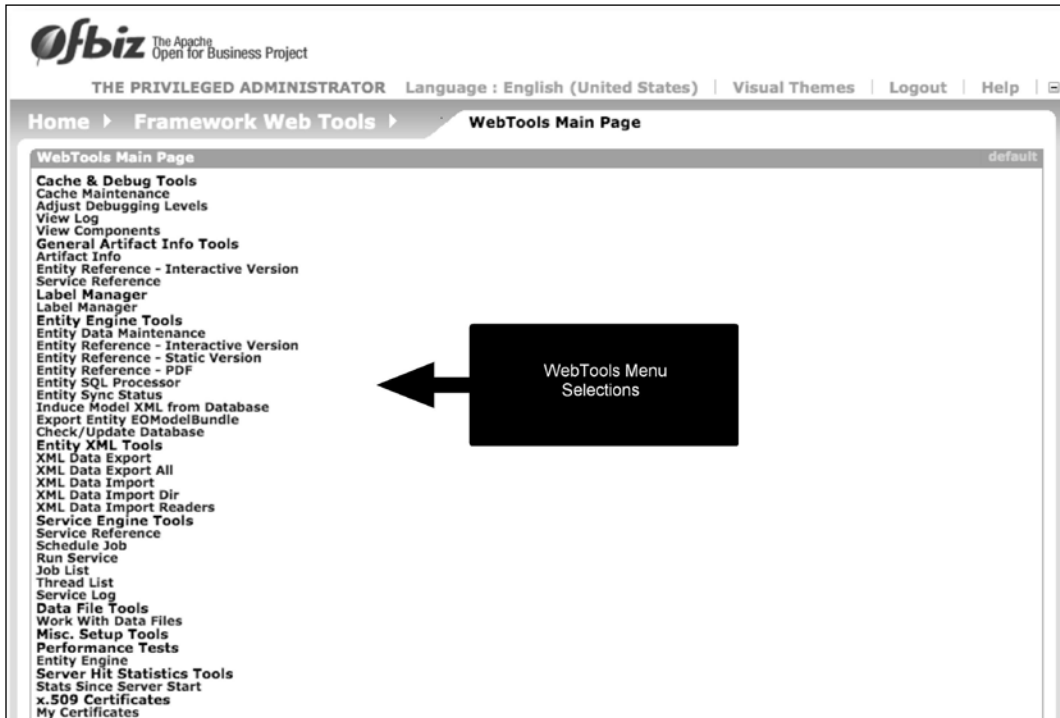 Ofbiz The Apache
Open for Business Project
THE PRIVILEGED ADMINISTRATOR Language : English (United States) | Visual Themes | Logout | Help |
Home Framework Web Tools WebTools Main Page
WebTools Main Page default
Cache & Debug Tools
Cache Maintenance
Adjust Debugging Levels
View Log
View Components
General Artifact Info Tools
Artifact Info
Entity Reference - Interactive Version
Service Reference
Label Manager
Label Manager
Entity Engine Tools
Entity Data Maintenance
Entity Reference - Interactive Version
Entity Reference - Static Version
Entity Reference - PDF
Entity SQL Processor
Entity Sync Status
Induce Model XML from Database
Export Entity EOModelBundle
Check/Update Database
Entity XML Tools
XML Data Export
XML Data Export All
XML Data Import
XML Data Import Dir
XML Data Import Readers
Service Engine Tools
Service Reference
Schedule Job
Run Service
Job List
Thread List
Service Log
Data File Tools
Work With Data Files
Misc. Setup Tools
Performance Tests
Entity Engine
Server Hit Statistics Tools
Stats Since Server Start
x.509 Certificates
My Certificates
WebTools Menu
Selections